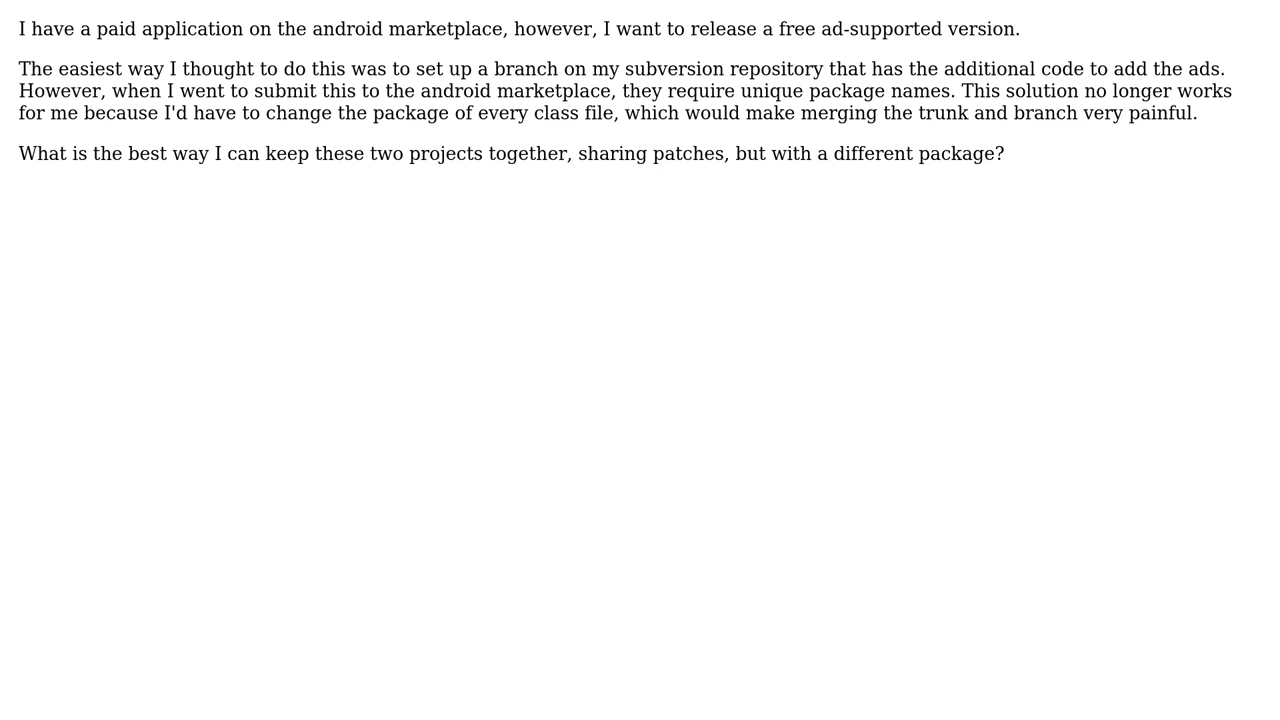 I have a paid application on the android marketplace, however, I want to release a free ad-supported version.
The easiest way I thought to do this was to set up a branch on my subversion repository that has the additional code to add the ads.
However, when I went to submit this to the android marketplace, they require unique package names. This solution no longer works
for me because I'd have to change the package of every class file, which would make merging the trunk and branch very painful.
What is the best way I can keep these two projects together, sharing patches, but with a different package?